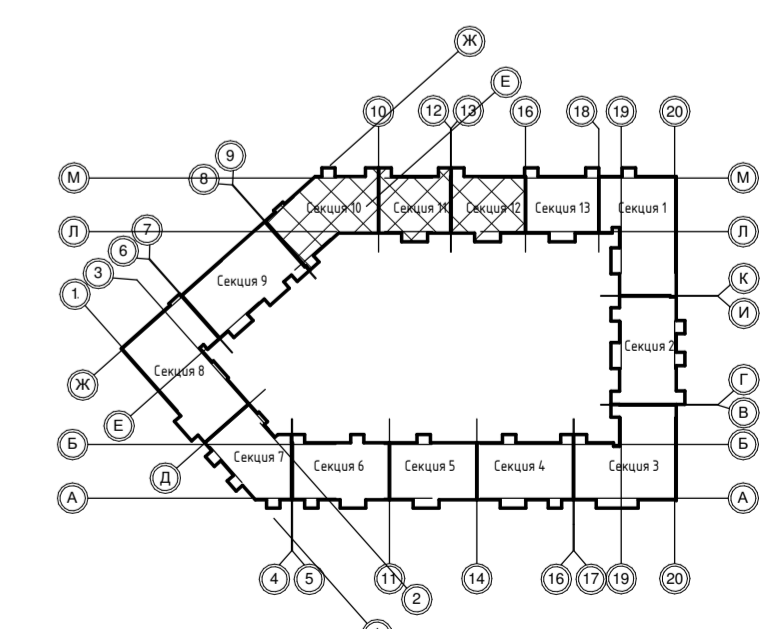 Ж
Е
10
12
13
16
18
19
20
9
М
8
М
Секция 10
Секция 11
Секция 12
Секция 13
Секция 1
7
Л
Л
6
3
Секция 9
К
1
И
Секция 2
Секция 8
Г
Ж
В
Е
Б
Б
Секция 7
Секция 6
Секция 5
Секция 4
Секция 3
Д
А
А
4
5
11
14
16
17
19
20
2